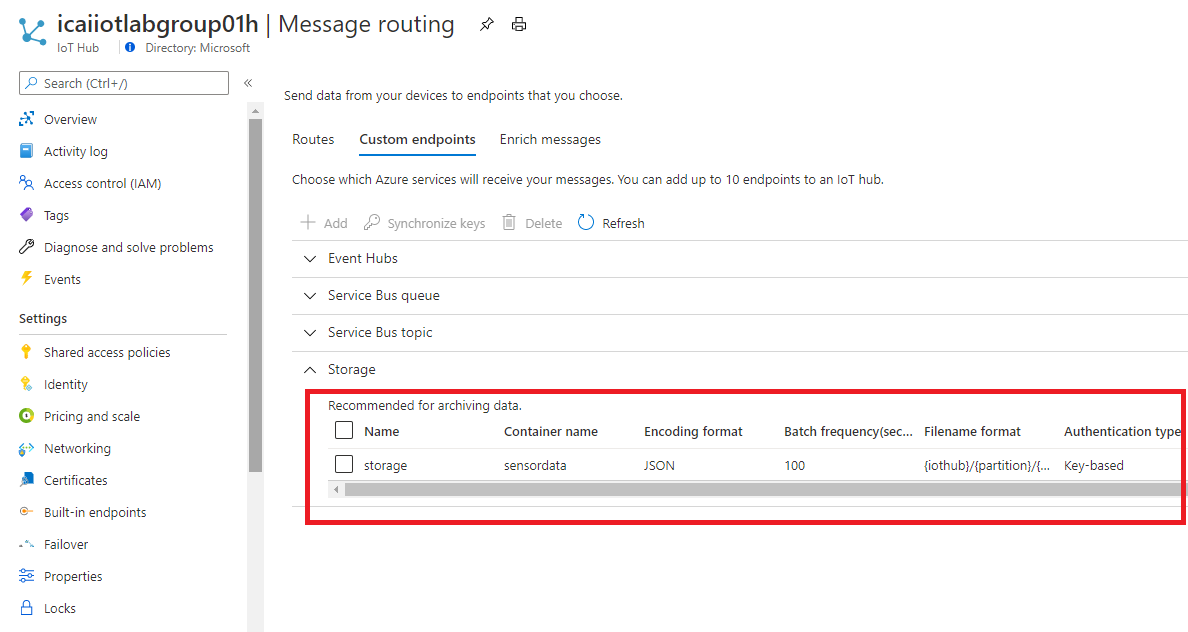 icaiiotlabgroup01h | Message routing
IoT Hub
Directory: Microsoft
Search (Ctrl+/)
«
Overview
Activity log
Access control (IAM)
Tags
Diagnose and solve problems
Events
Settings
Shared access policies
Identity
Pricing and scale
Networking
Certificates
Built-in endpoints
Failover
Properties
Locks
Send data from your devices to endpoints that you choose.
Routes Custom endpoints Enrich messages
Choose which Azure services will receive your messages. You can add up to 10 endpoints to an IoT hub.
Add Synchronize keys Delete Refresh
Event Hubs
Service Bus queue
Service Bus topic
Storage
Recommended for archiving data.
Name Container name Encoding format Batch frequency(sec... Filename format Authentication type
storage sensordata JSON 100 {iothub}/{partition}/{... Key-based